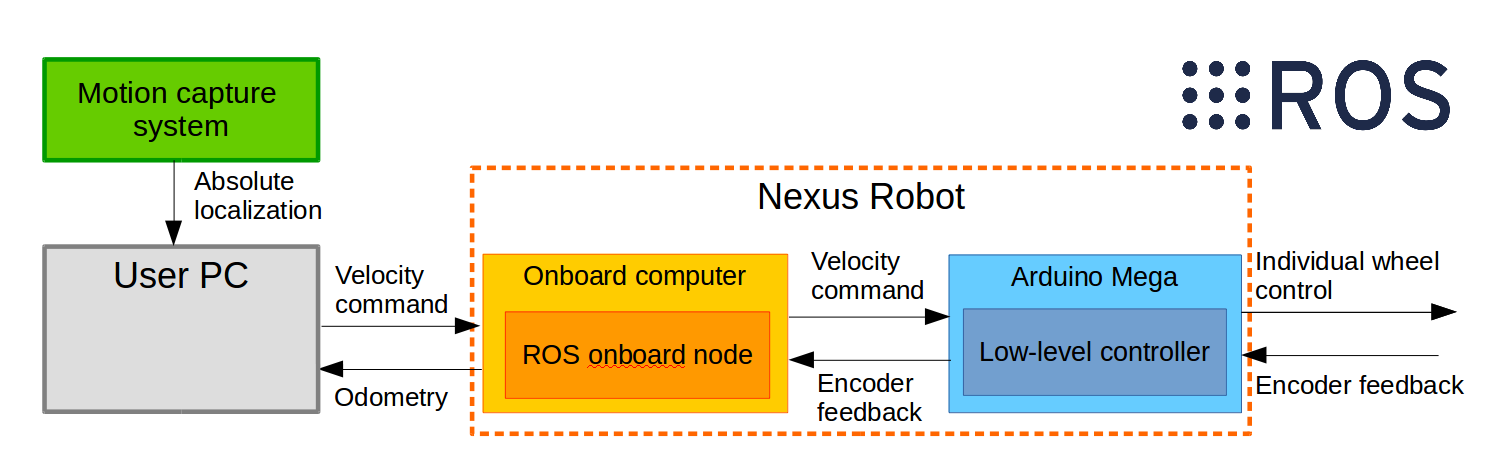 Motion capture
system
ROS
Absolute
localization
Nexus Robot
User PC
Velocity
command
Odometry
Onboard computer
ROS onboard node
Velocity
command
Encoder
feedback
Arduino Mega
Low-level controller
Individual wheel
control
Encoder feedback